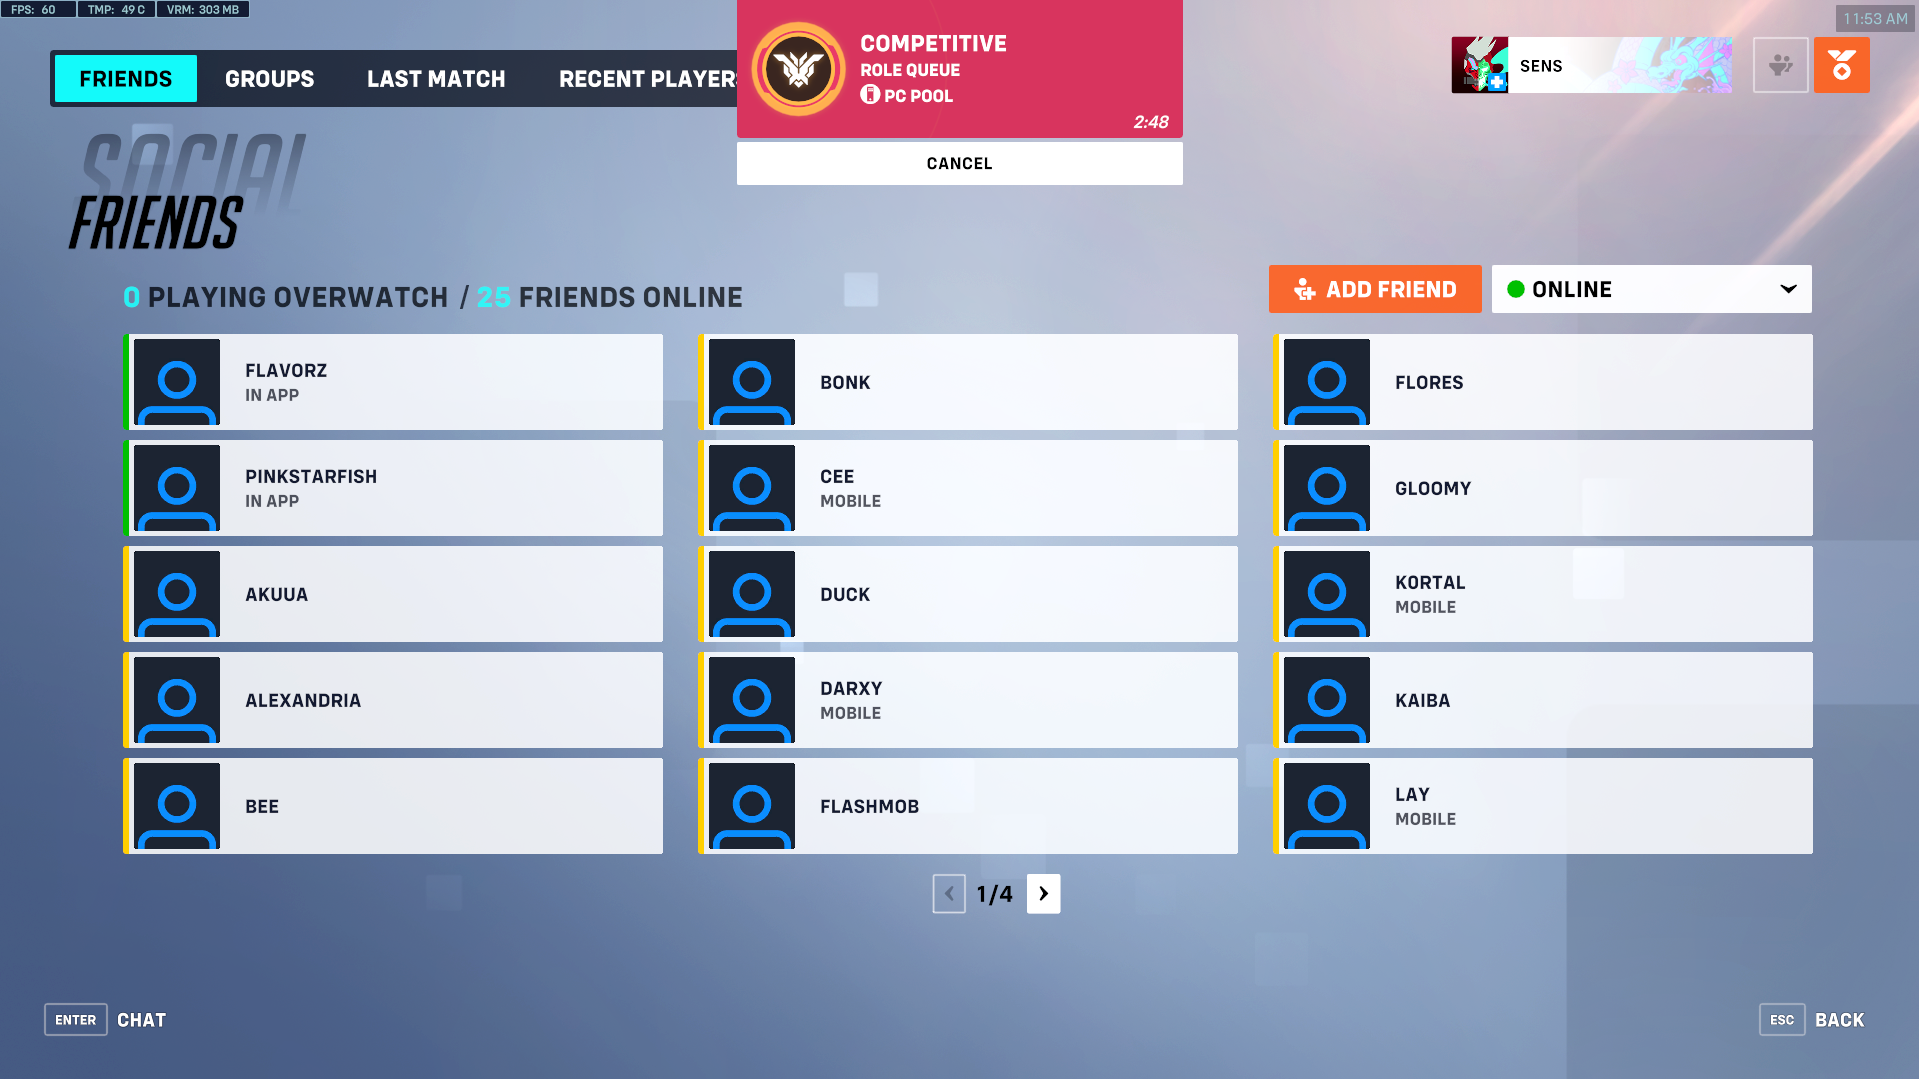 FPS: 60 TMP: 49 C VRM: 303 MB
11:53 AM
FRIENDS GROUPS LAST MATCH RECENT PLAYERS
COMPETITIVE
ROLE QUEUE
PC POOL
2:48
CANCEL
SENS
SOCIAL
FRIENDS
0 PLAYING OVERWATCH / 25 FRIENDS ONLINE
ADD FRIEND
ONLINE
FLAVORZ
IN APP
BONK
FLORES
PINKSTARFISH
IN APP
CEE
MOBILE
GLOOMY
AKUUA
DUCK
KORTAL
MOBILE
ALEXANDRIA
DARXY
MOBILE
KAIBA
BEE
FLASHMOB
LAY
MOBILE
1/4
ENTER CHAT
ESC BACK